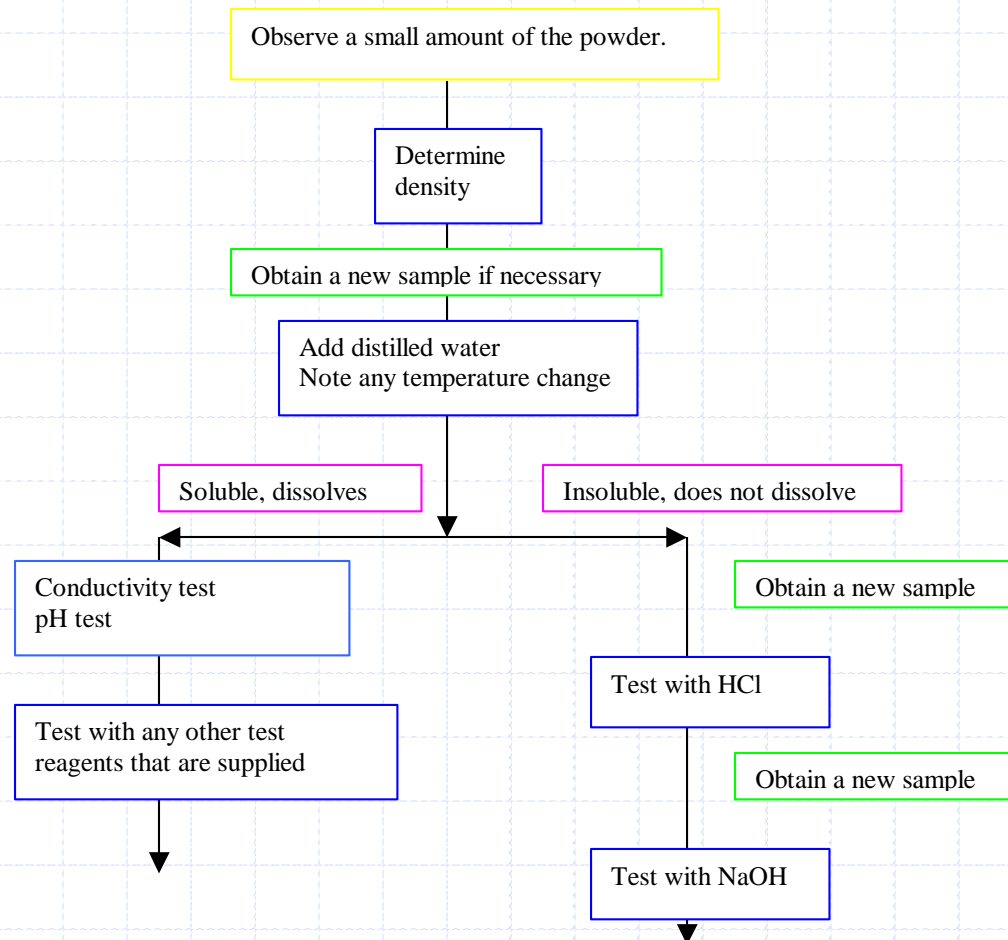 Observe a small amount of the powder.
Determine
density
Obtain a new sample if necessary
Add distilled water
Note any temperature change
Soluble, dissolves
Insoluble, does not dissolve
Conductivity test
pH test
Obtain a new sample
Test with HCl
Test with any other test
reagents that are supplied
Obtain a new sample
Test with NaOH